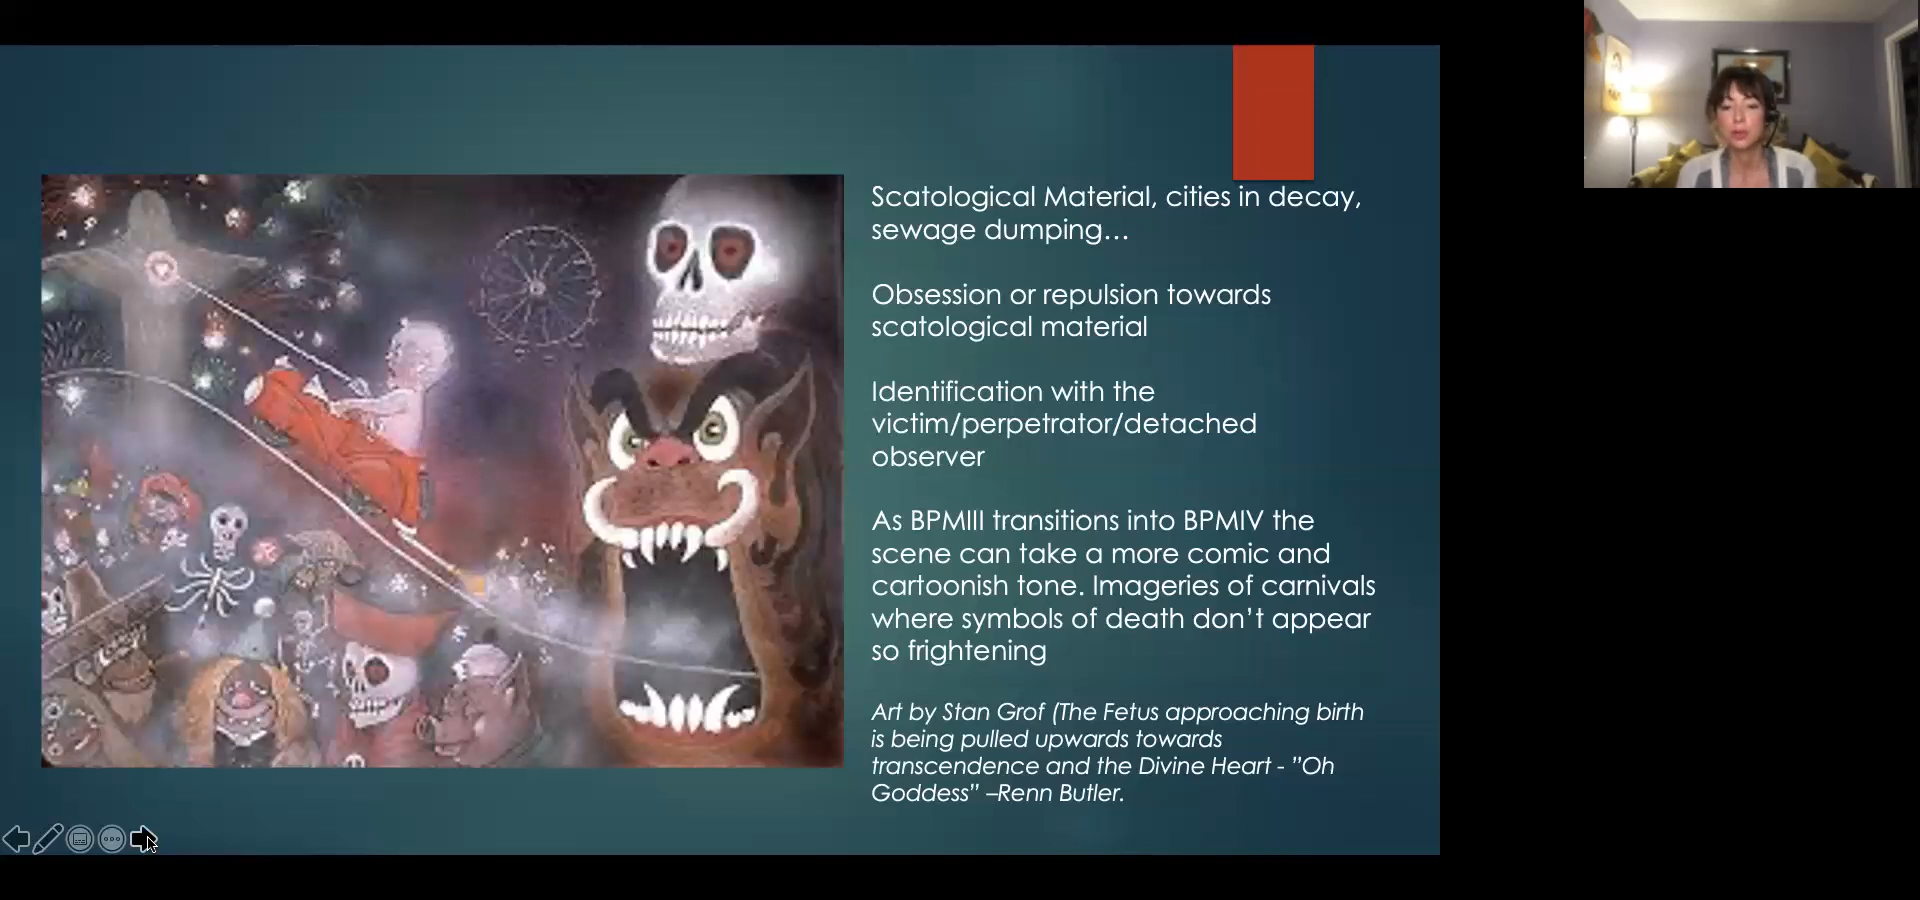 Scatological Material, cities in decay,
sewage dumping…
Obsession or repulsion towards
scatological material
Identification with the
victim/perpetrator/detached
observer
As BPMIII transitions into BPMIV the
scene can take a more comic and
cartoonish tone. Imageries of carnivals
where symbols of death don’t appear
so frightening
Art by Stan Grof (The Fetus approaching birth
is being pulled upwards towards
transcendence and the Divine Heart - ”Oh
Goddess” –Renn Butler.